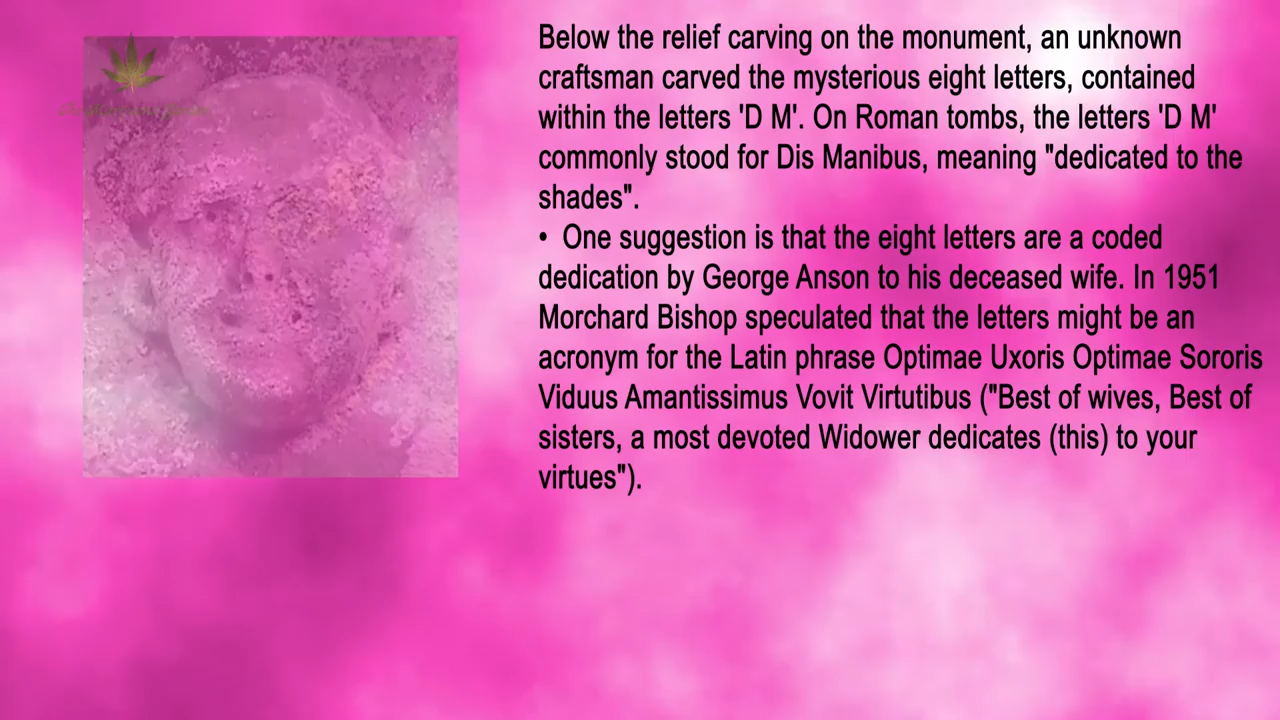 Below the relief carving on the monument, an unknown
craftsman carved the mysterious eight letters, contained
within the letters 'D M'. On Roman tombs, the letters 'D M'
commonly stood for Dis Manibus, meaning "dedicated to the
shades".
• One suggestion is that the eight letters are a coded
dedication by George Anson to his deceased wife. In 1951
Morchard Bishop speculated that the letters might be an
acronym for the Latin phrase Optimae Uxoris Optimae Sororis
Viduus Amantissimus Vovit Virtutibus ("Best of wives, Best of
sisters, a most devoted Widower dedicates (this) to your
virtues").